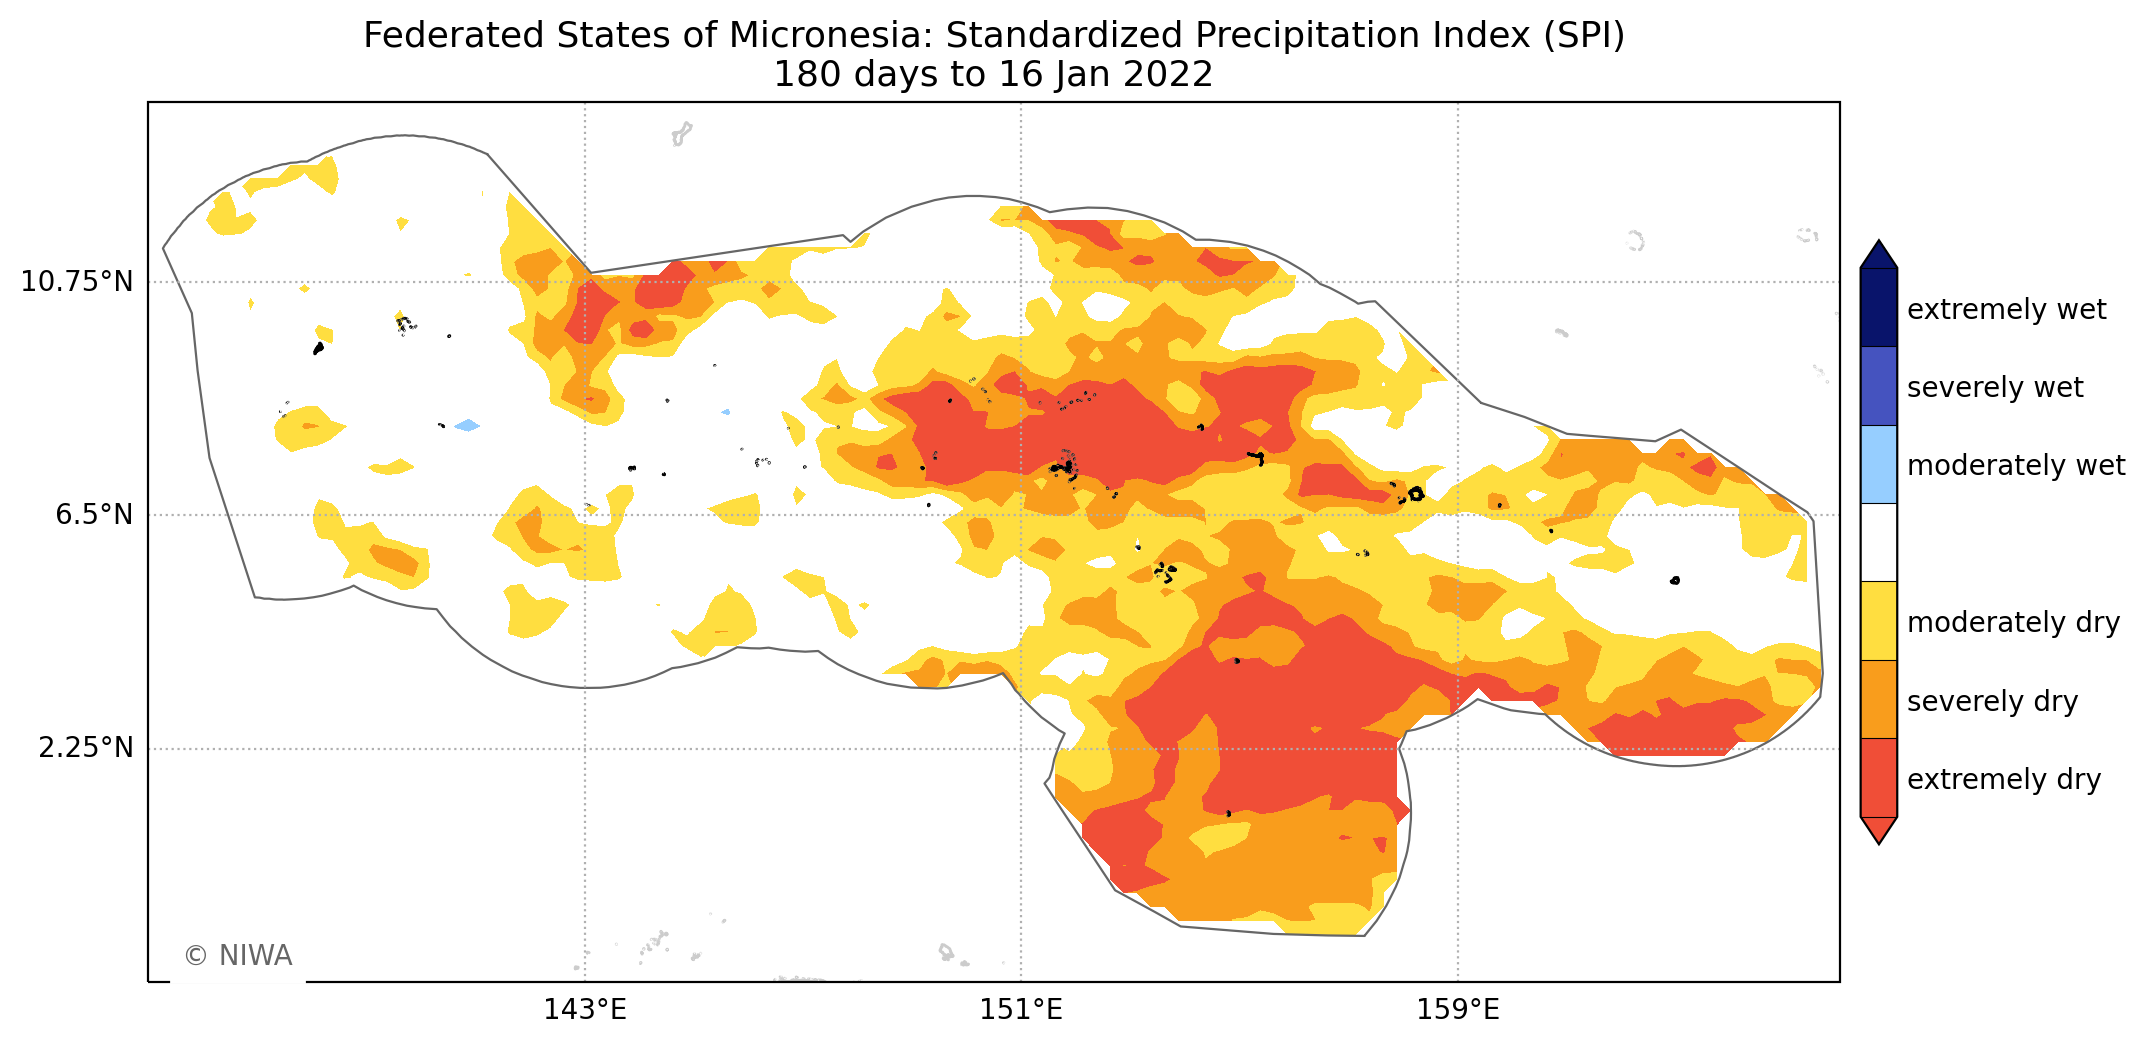 Federated States of Micronesia: Standardized Precipitation Index (SPI)
180 days to 16 Jan 2022
10.75°N
6.5°N
2.25°N
143°E
151°E
159°E
extremely wet
severely wet
moderately wet
moderately dry
severely dry
extremely dry
© NIWA